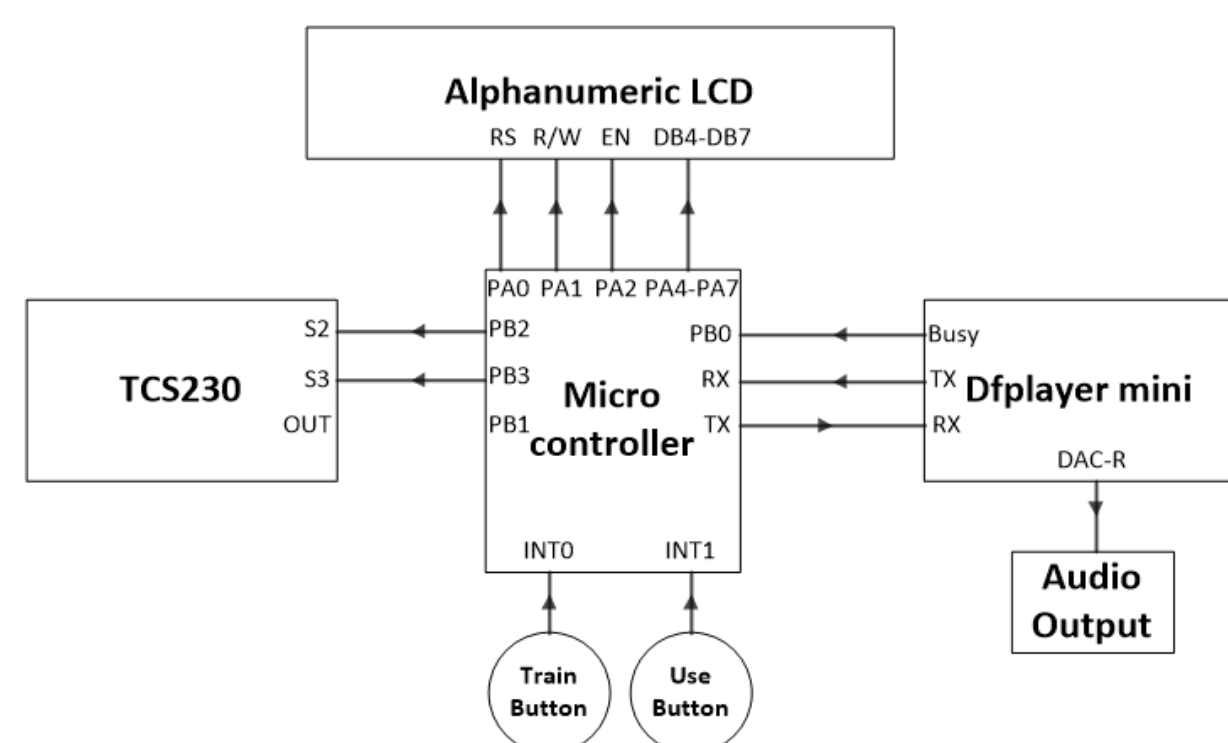 Alphanumeric LCD
RS R/W EN DB4-DB7
PA0 PA1 PA2 PA4-PA7
S2
S3
OUT
TCS230
PB2
PB3
PB1
Micro
controller
PB0
RX
TX
Busy
TX
RX
Dfplayer mini
DAC-R
INT0 INT1
Audio
Output
Train
Button
Use
Button